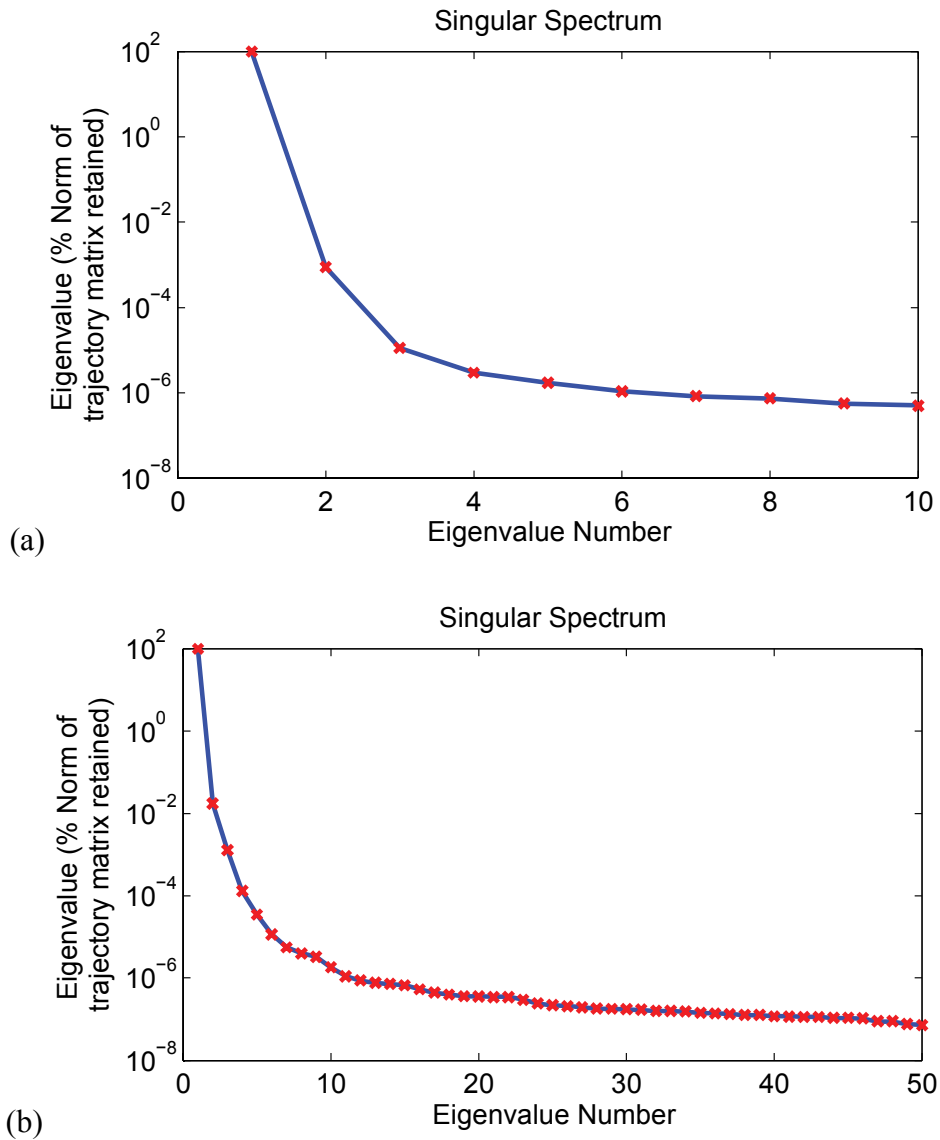 Singular Spectrum
Eigenvalue (% Norm of
trajectory matrix retained)
10^2
10^0
10^−2
10^−4
10^−6
10^−8
0 2 4 6 8 10
Eigenvalue Number
(a)
Singular Spectrum
Eigenvalue (% Norm of
trajectory matrix retained)
10^2
10^0
10^−2
10^−4
10^−6
10^−8
0 10 20 30 40 50
Eigenvalue Number
(b)